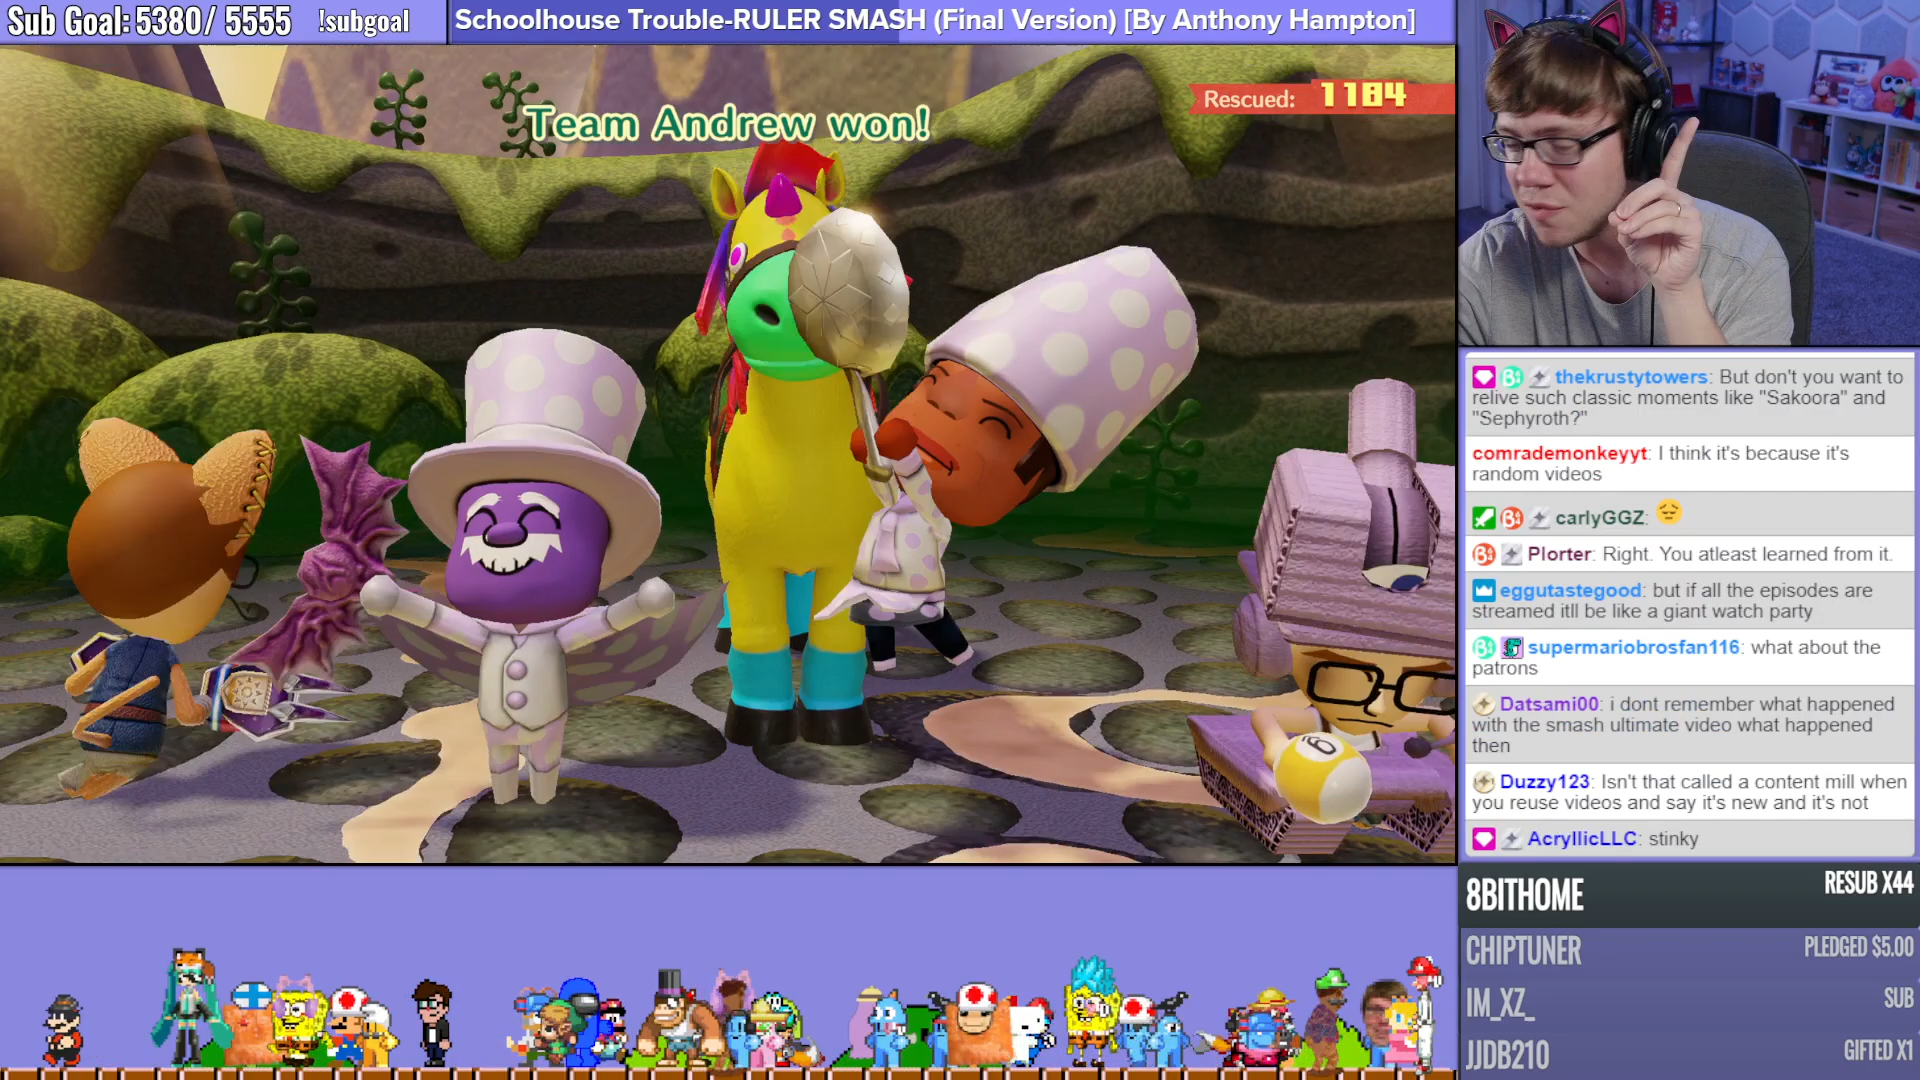 Sub Goal: 5380/ 5555 !subgoal
Schoolhouse Trouble-RULER SMASH (Final Version) [By Anthony Hampton]
Team Andrew won!
Rescued: 1184
thekrustytowers: But don't you want to
relive such classic moments like "Sakoora" and
"Sephyroth?"
comrademonkeyyt: I think it's because it's
random videos
carlyGGZ:
Plorter: Right. You atleast learned from it.
eggutastegood: but if all the episodes are
streamed itll be like a giant watch party
supermariobrosfan116: what about the
patrons
Datsami00: i dont remember what happened
with the smash ultimate video what happened
then
Duzzy123: Isn't that called a content mill when
you reuse videos and say it's new and it's not
AcryllicLLC: stinky
8BITHOME RESUB X44
CHIPTUNER PLEDGED $5.00
IM_XZ_ SUB
JJDB210 GIFTED X1